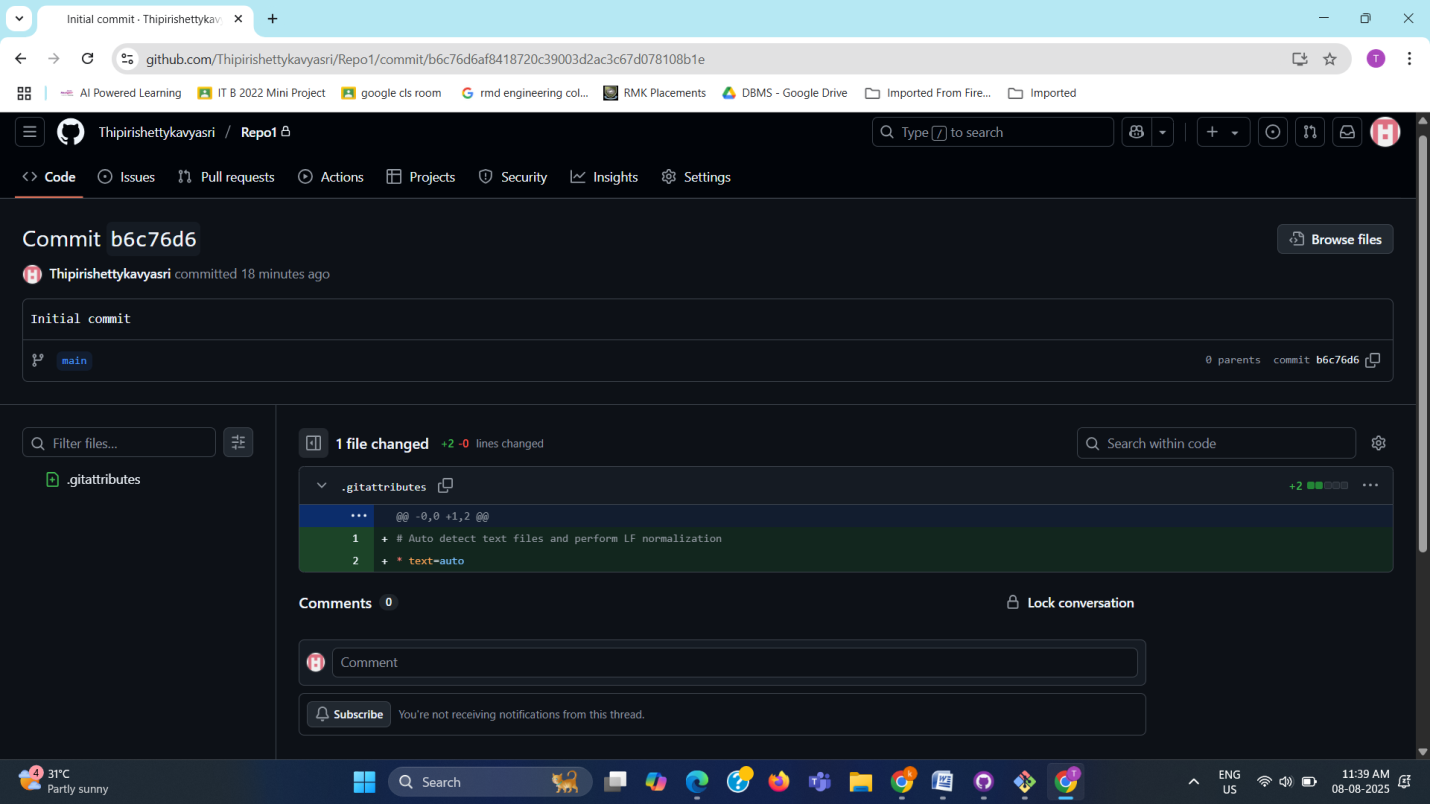 Initial commit · Thipirishettykav
github.com/Thipirishettykavyasri/Repo1/commit/b6c76d6af8418720c39003d2ac3c67d078108b1e
T
AI Powered Learning
IT B 2022 Mini Project
google cls room
rmd engineering col...
RMK Placements
DBMS - Google Drive
Imported From Fire...
Imported
Thipirishettykavyasri / Repo1
Type / to search
Code
Issues
Pull requests
Actions
Projects
Security
Insights
Settings
Commit b6c76d6
Browse files
Thipirishettykavyasri committed 18 minutes ago
Initial commit
main
0 parents commit b6c76d6
Filter files...
1 file changed +2 -0 lines changed
Search within code
.gitattributes
.gitattributes
+2
@@ -0,0 +1,2 @@
1 + # Auto detect text files and perform LF normalization
2 + * text=auto
Comments 0
Lock conversation
Comment
Subscribe You're not receiving notifications from this thread.
4
31°C
Partly sunny
Search
k
T
ENG
US
11:39 AM
08-08-2025